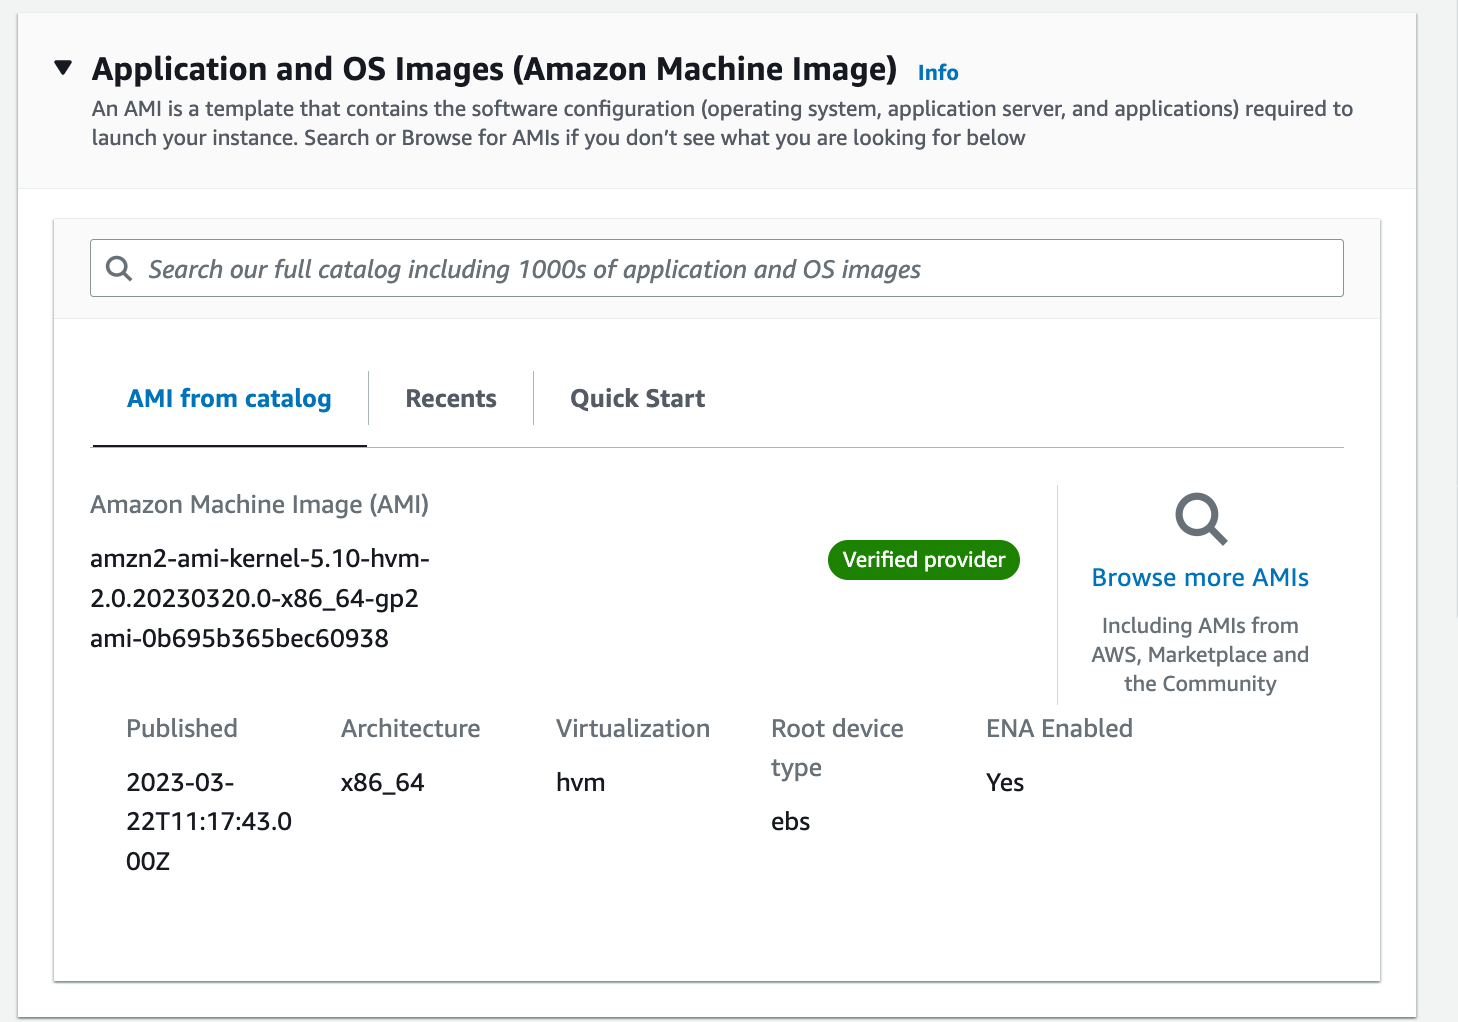 Application and OS Images (Amazon Machine Image) Info
An AMI is a template that contains the software configuration (operating system, application server, and applications) required to
launch your instance. Search or Browse for AMIs if you don’t see what you are looking for below
Search our full catalog including 1000s of application and OS images
AMI from catalog
Recents
Quick Start
Amazon Machine Image (AMI)
amzn2-ami-kernel-5.10-hvm-
2.0.20230320.0-x86_64-gp2
ami-0b695b365bec60938
Verified provider
Browse more AMIs
Including AMIs from
AWS, Marketplace and
the Community
Published
2023-03-
22T11:17:43.0
00Z
Architecture
x86_64
Virtualization
hvm
Root device
type
ebs
ENA Enabled
Yes